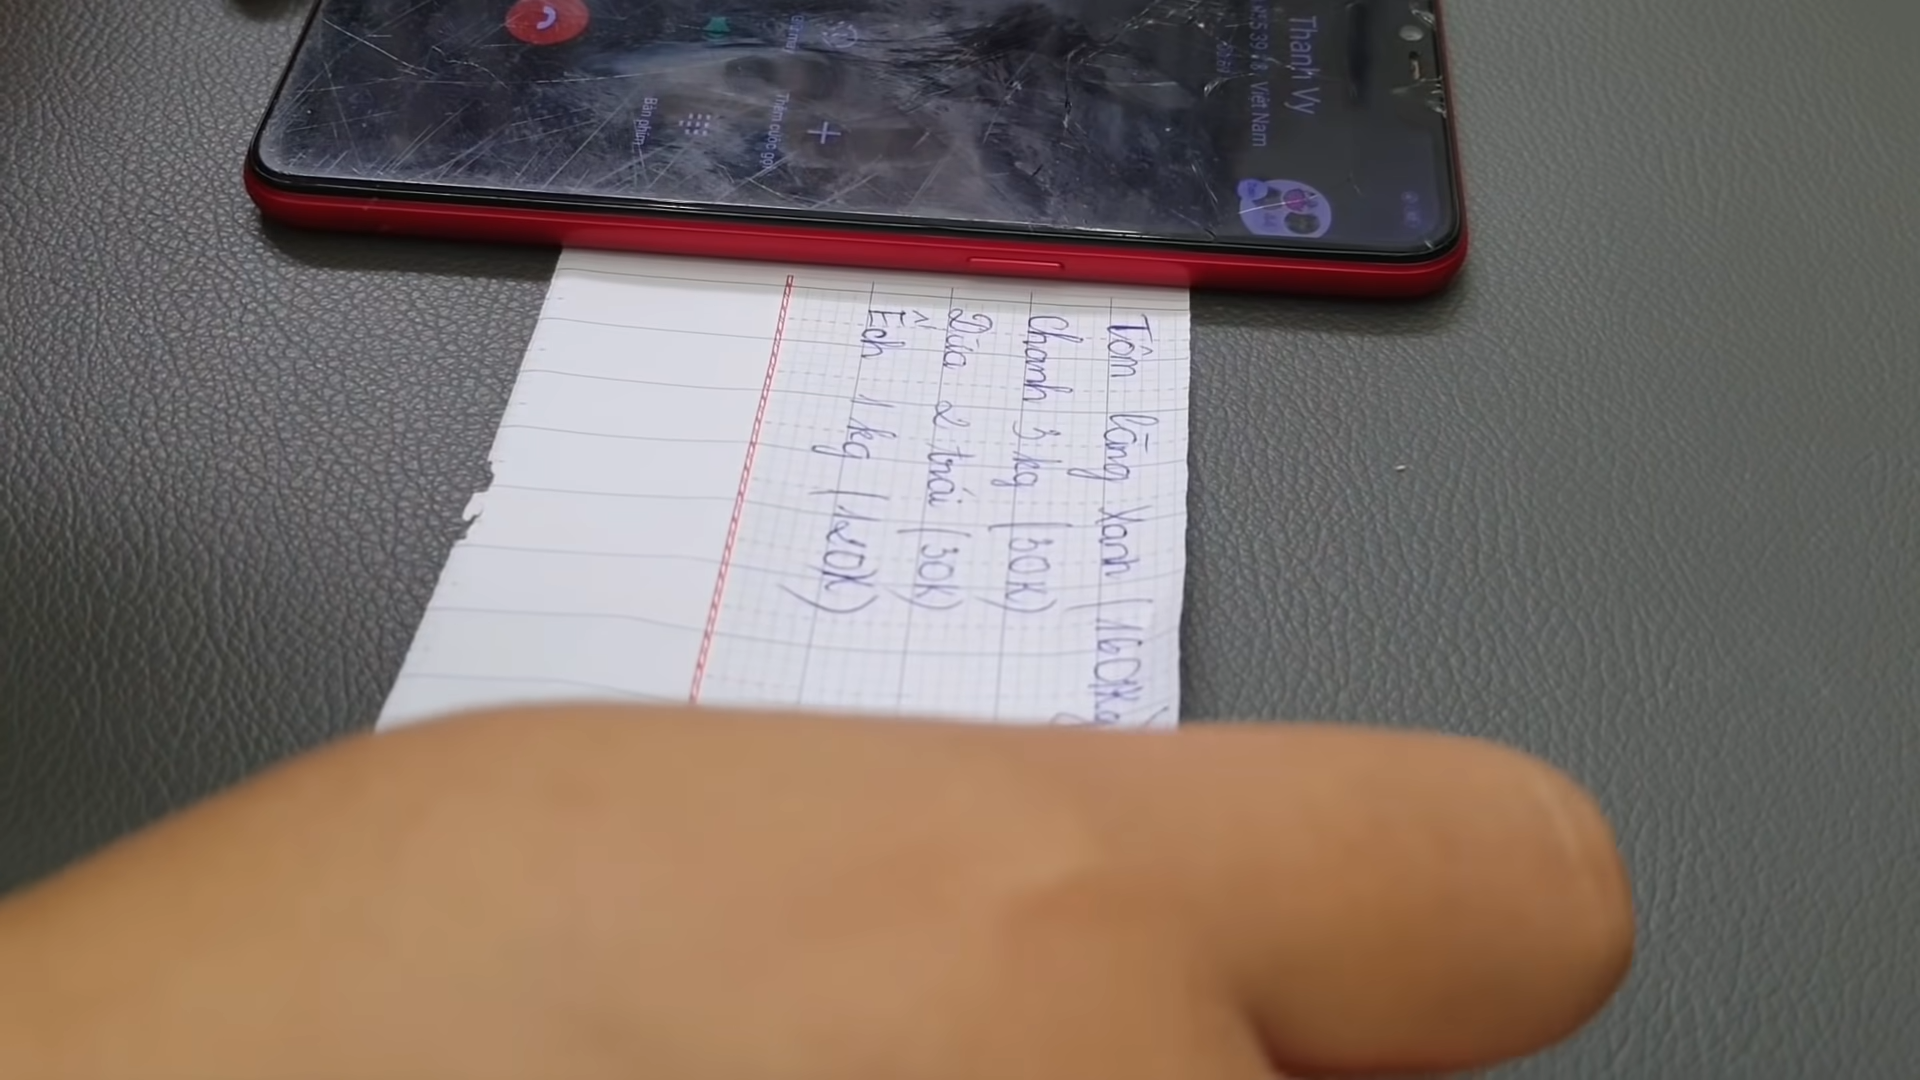 Thanh Vy
Việt Nam
Thêm cuộc gọi
Bàn phím
Tôm càng xanh (160K
Chanh 3 kg (30K)
Dừa 2 trái (30K)
Ếch 1 kg (120K)